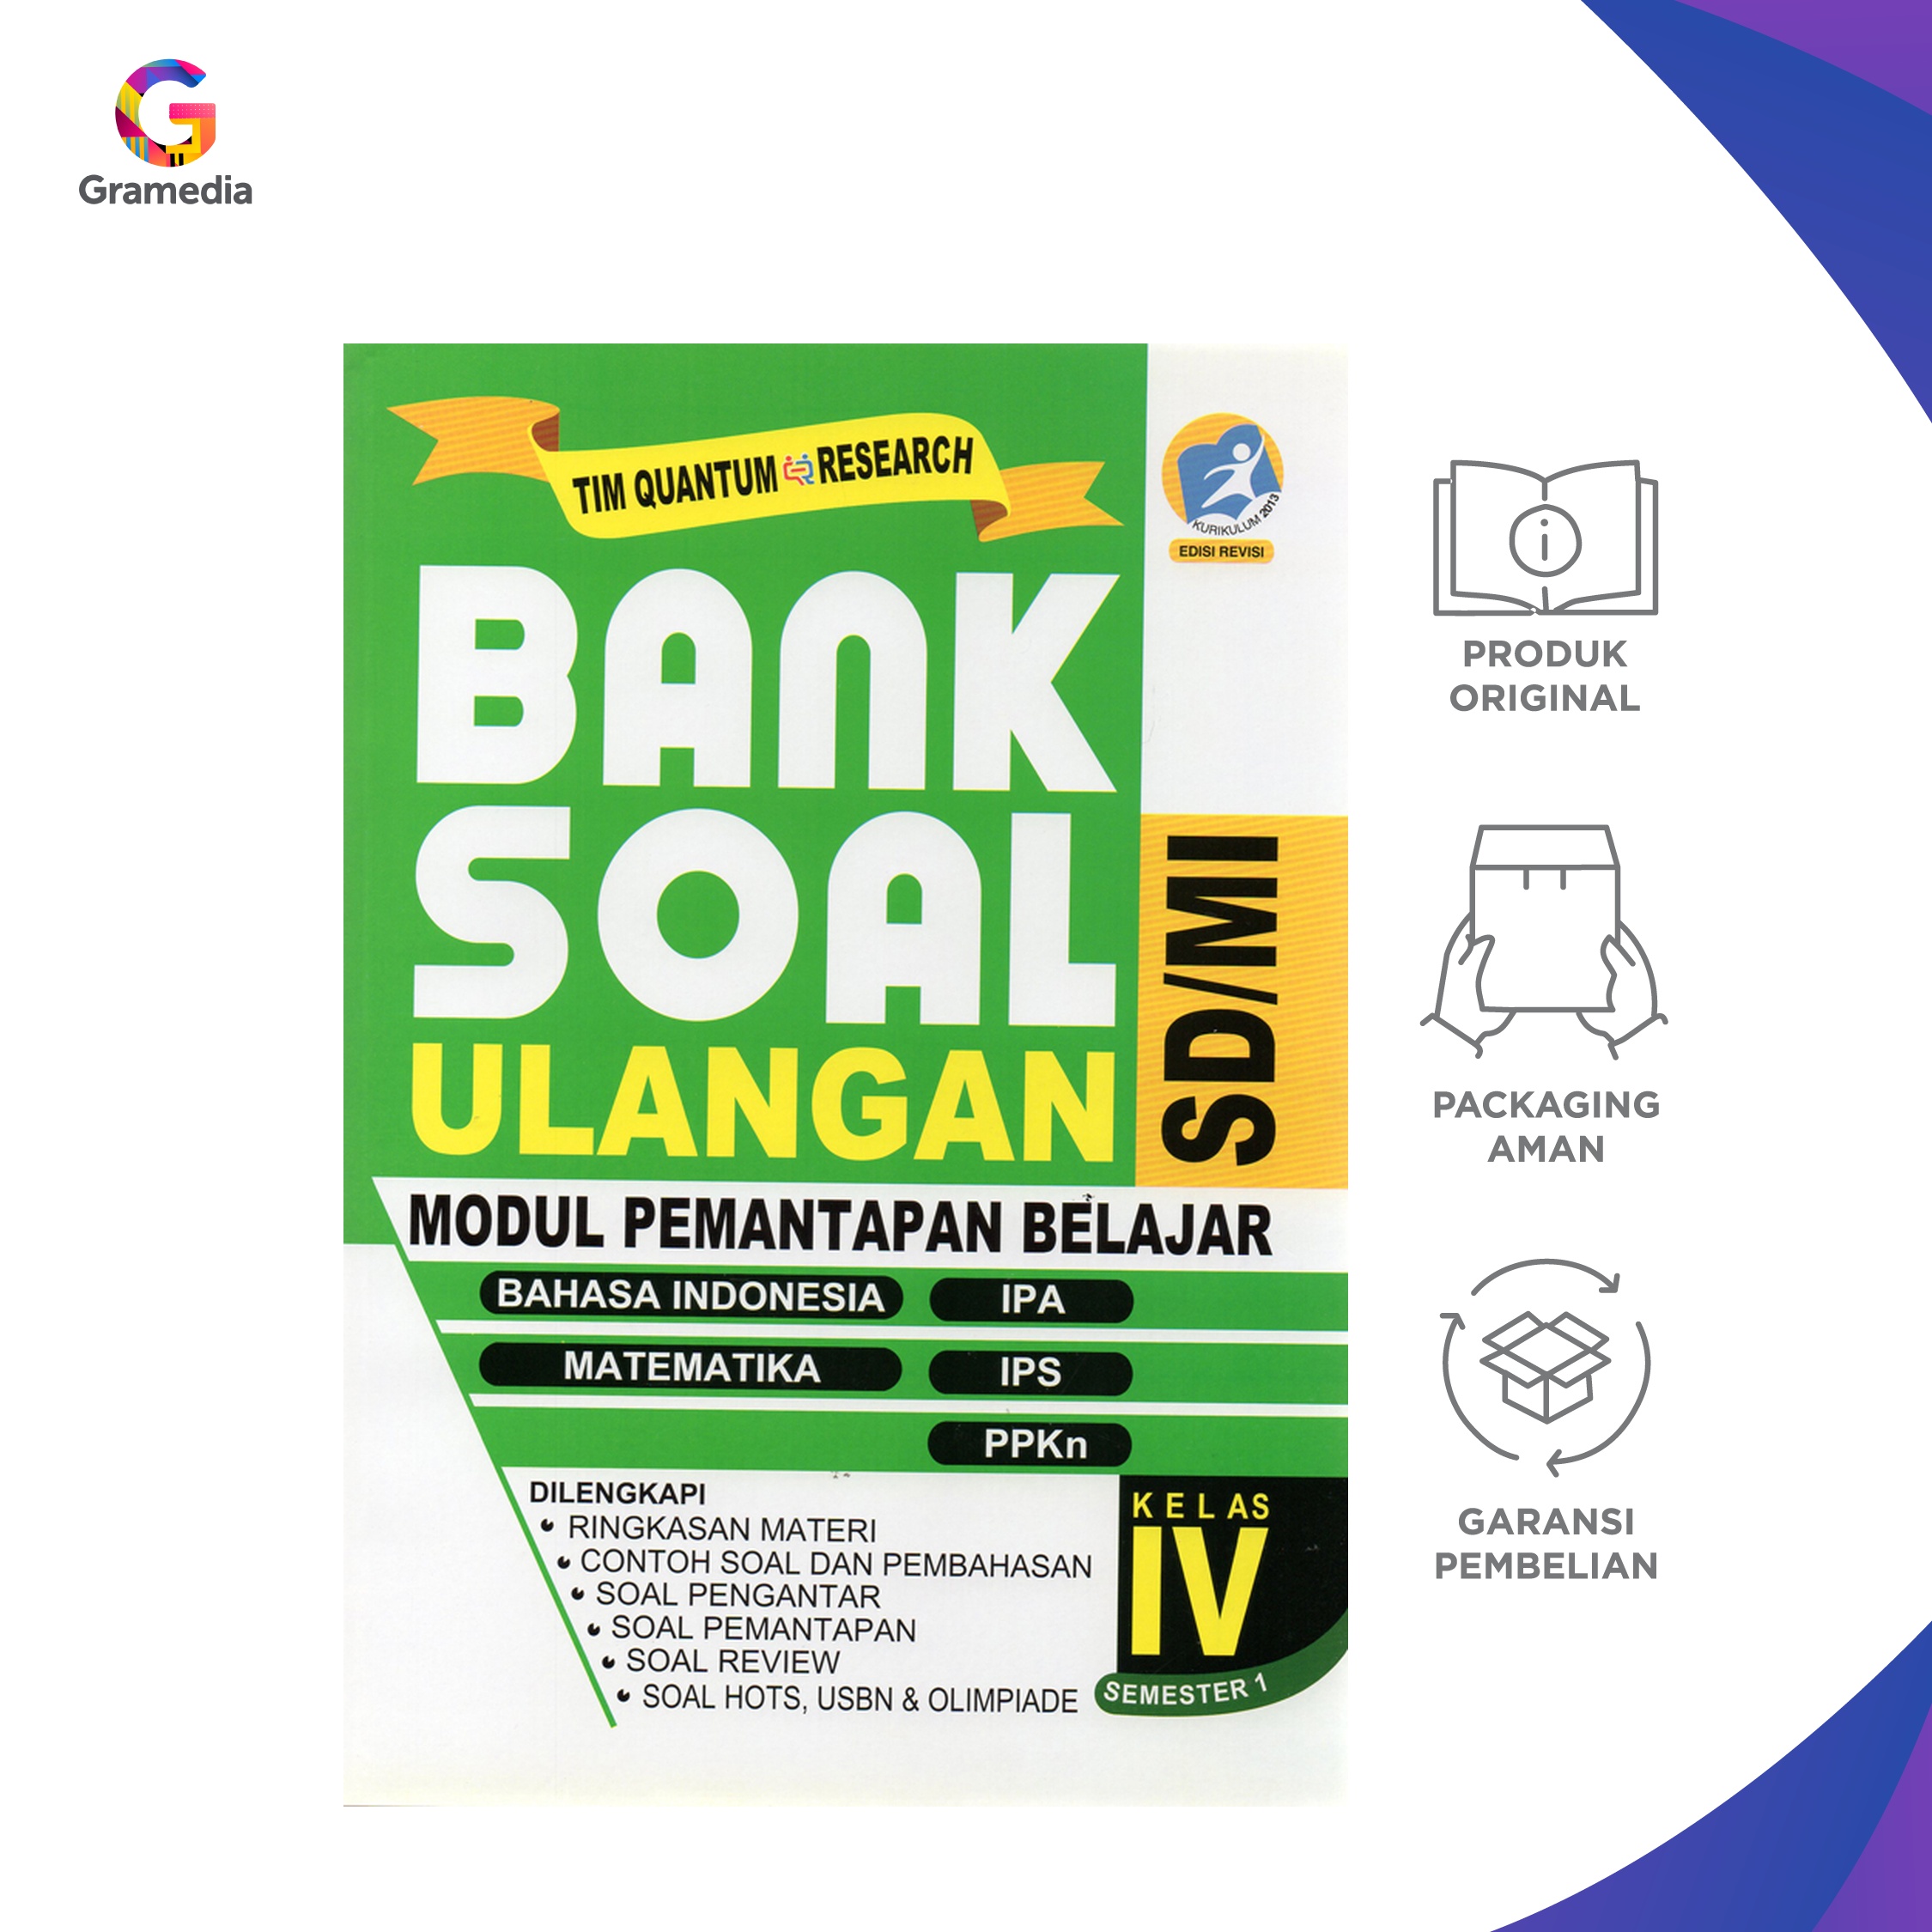 Gramedia
TIM QUANTUM RESEARCH
KURIKULUM 2013
EDISI REVISI
BANK
SOAL
ULANGAN
SD/MI
MODUL PEMANTAPAN BELAJAR
BAHASA INDONESIA
IPA
MATEMATIKA
IPS
PPKn
DILENGKAPI
RINGKASAN MATERI
CONTOH SOAL DAN PEMBAHASAN
SOAL PENGANTAR
SOAL PEMANTAPAN
SOAL REVIEW
SOAL HOTS, USBN & OLIMPIADE
KELAS
IV
SEMESTER 1
PRODUK
ORIGINAL
PACKAGING
AMAN
GARANSI
PEMBELIAN